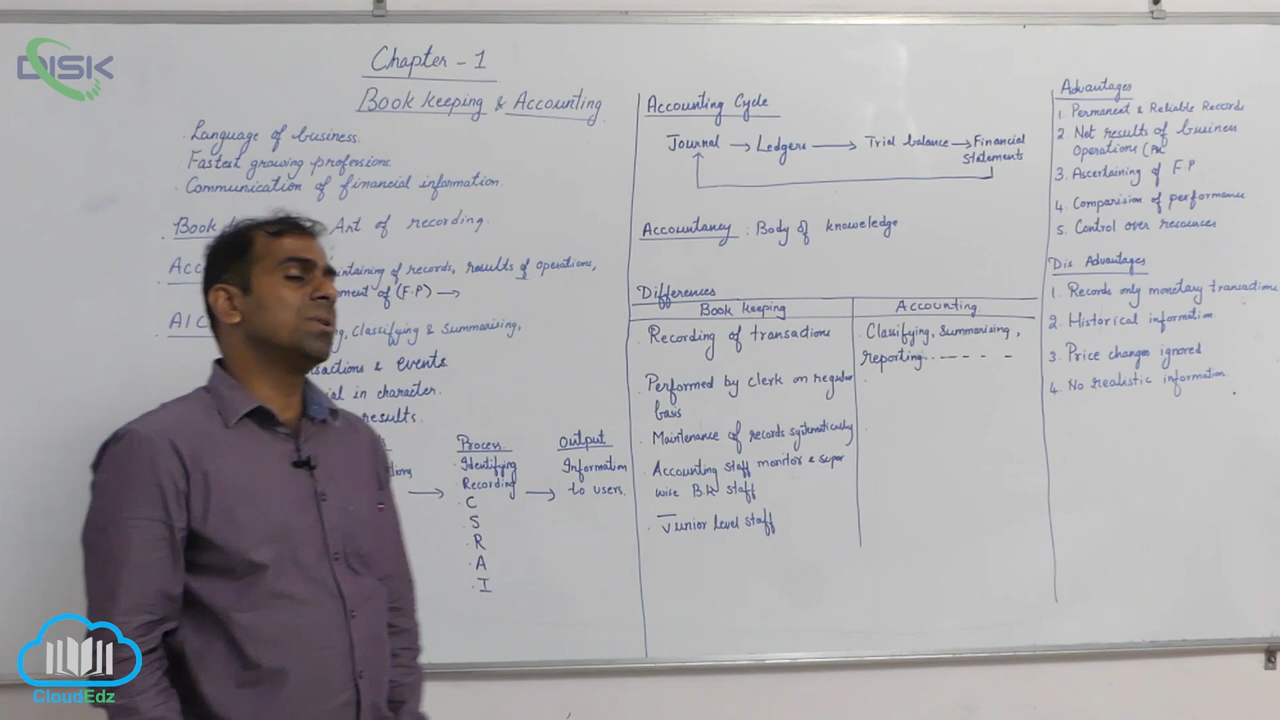 DISK
Chapter - 1
Book keeping & Accounting
. Language of business.
. Fastest growing professions
. Communication of financial information.
. Book Art of recording.
. Acc intaining of records, results of operations,
ment of (F.P) →
. AIC , Classifying & Summarising,
sactions & events
ial in character.
results.
Process Output
. Identifying Information
Recording → to users.
→
. C
. S
. R
. A
. I
Accounting Cycle
Journal → Ledgers → Trial balance → Financial
Statements
Accountancy : Body of knoweledge
Differences
Book keeping Accounting
. Recording of transactions . Classifying, Summarising,
reporting..- - - - -
. Performed by clerk on regular
basis
. Maintenance of records systematically
. Accounting staff monitor & super
wise B.K staff
. Junior level staff
Advantages
1. Permanent & Reliable Records
2. Net results of business
Operations
3. Ascertaining of F.P
4. Comparision of performance
5. Control over resources
Dis Advantages
1. Records only monetary transactions
2. Historical information
3. Price changes ignored
4. No realistic information.
CloudEdz